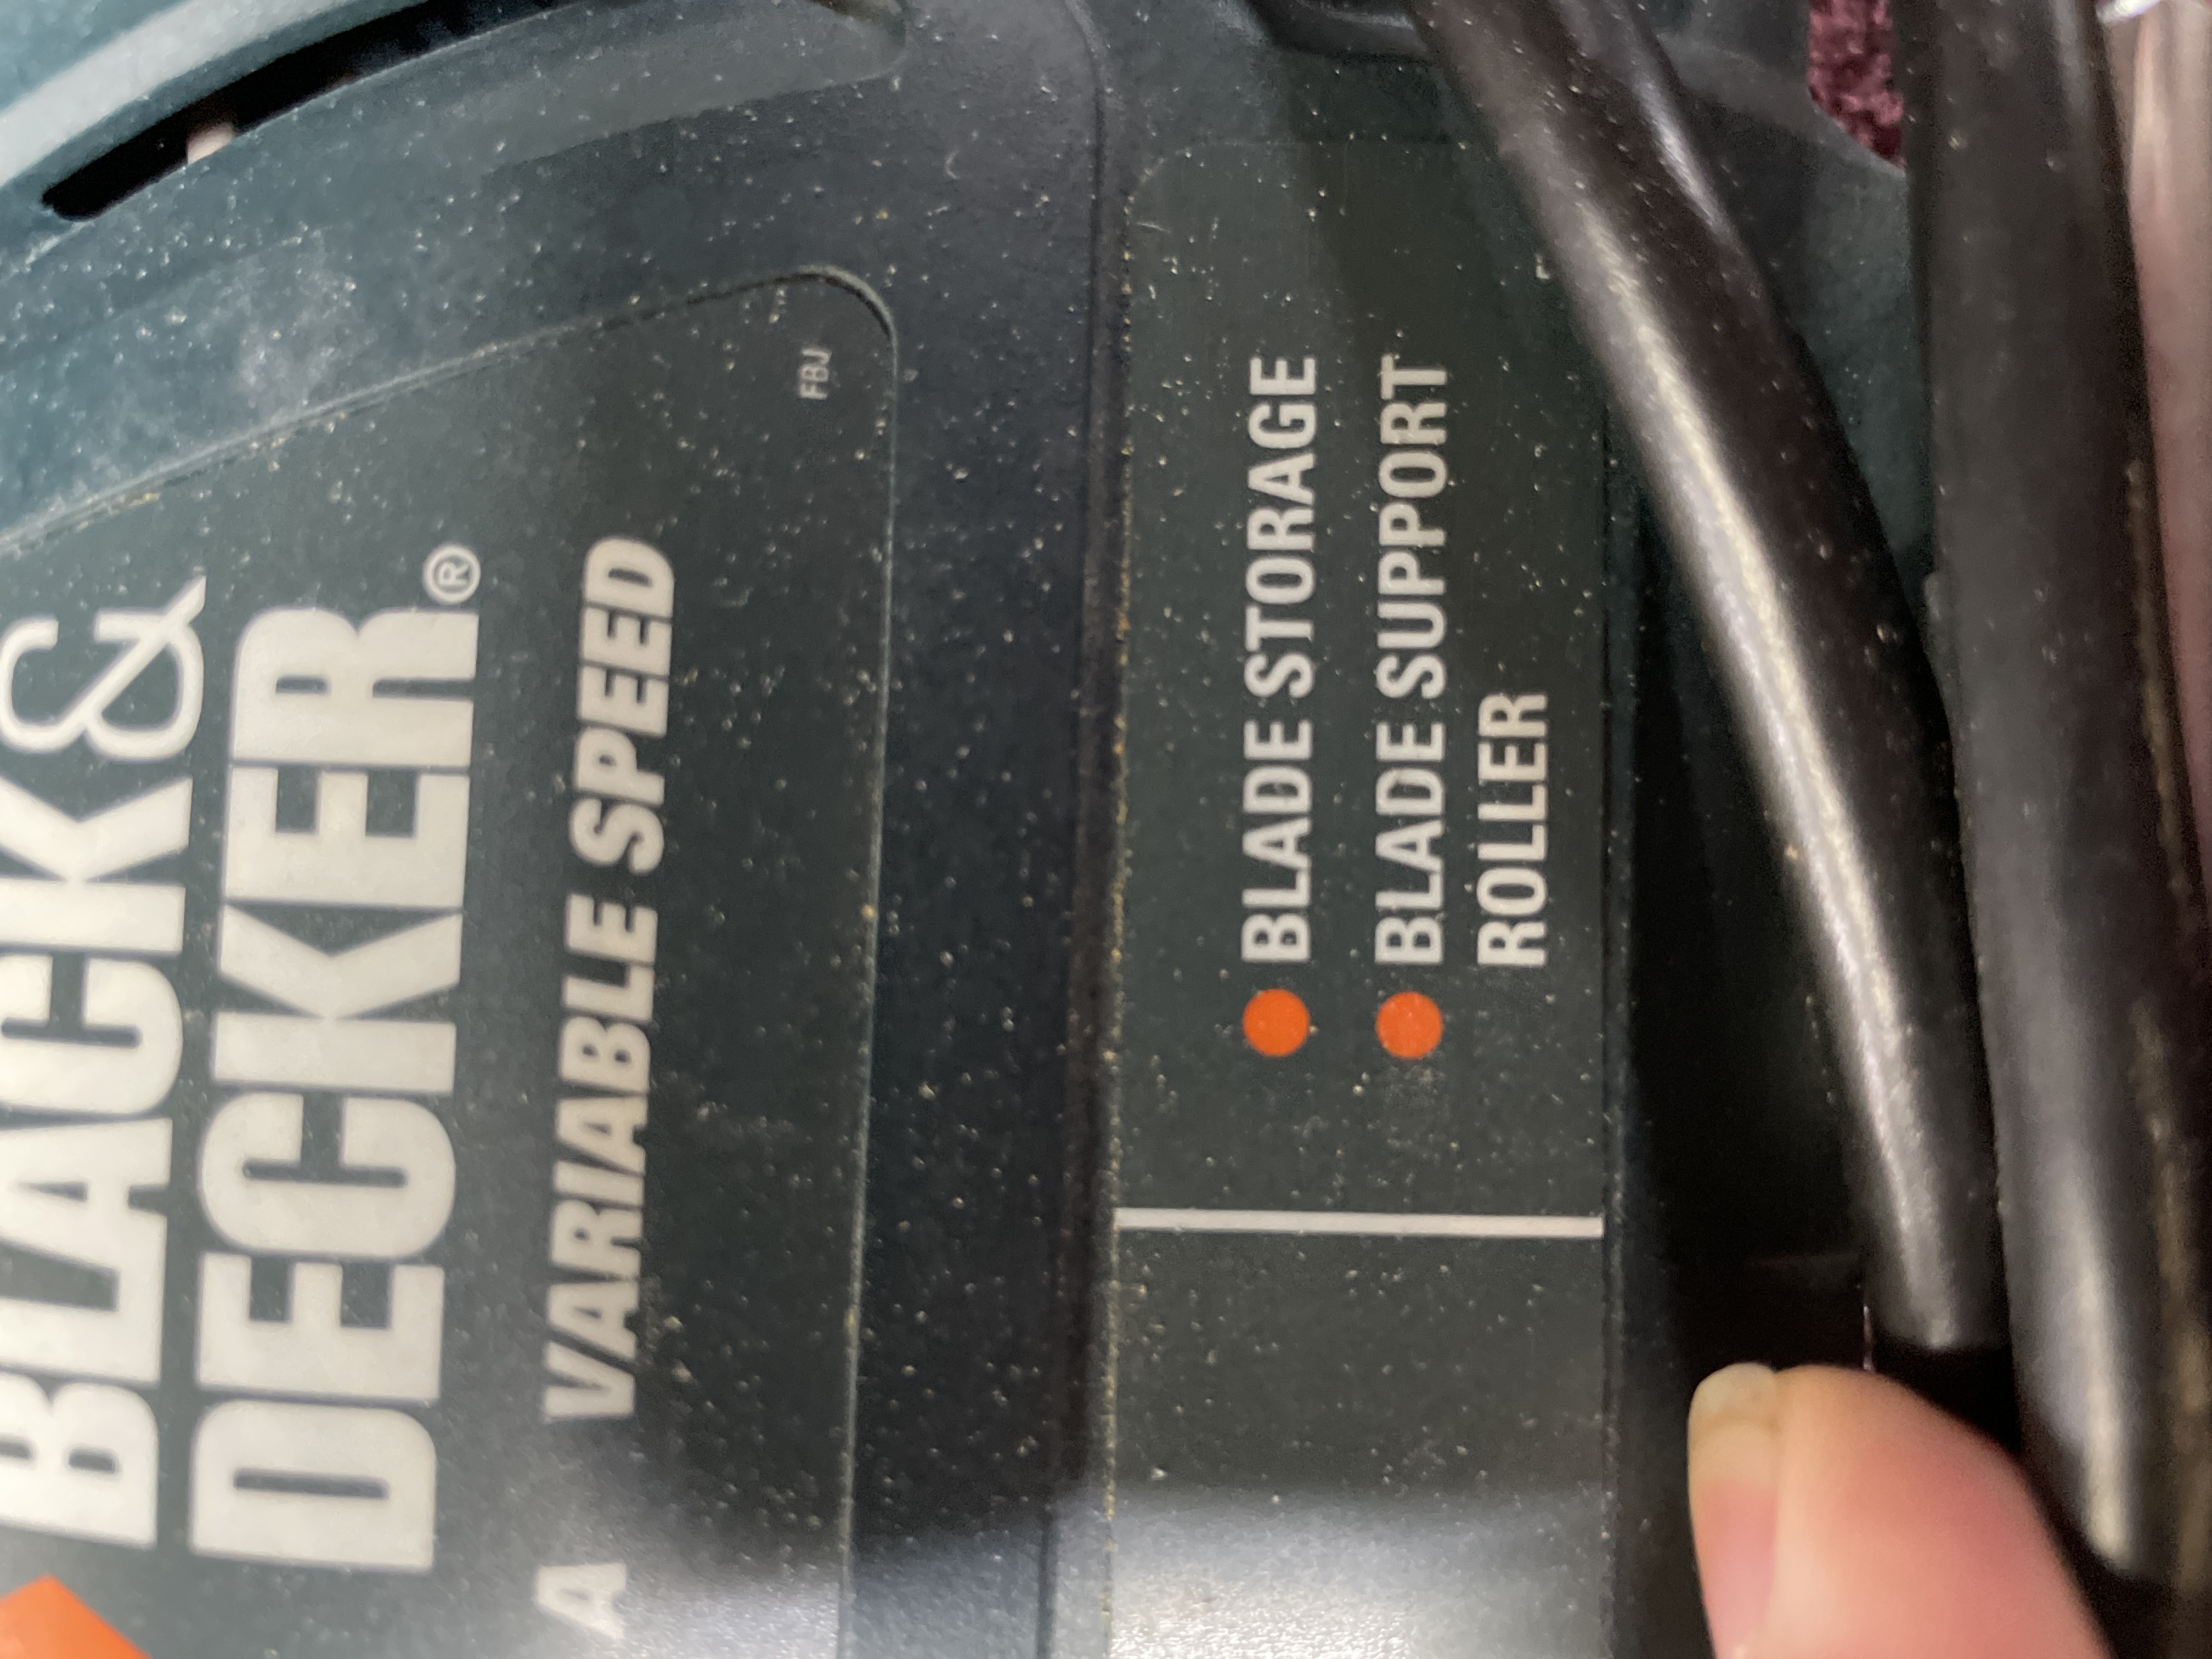 BLACK&
DECKER®
A VARIABLE SPEED
FBJ
BLADE STORAGE
BLADE SUPPORT
ROLLER